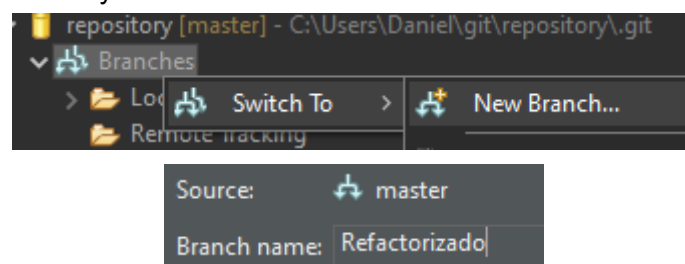 repository [master] - C:\Users\Daniel\git\repository\.git
Branches
Switch To > New Branch...
Remote Tracking
Source: master
Branch name: Refactorizado